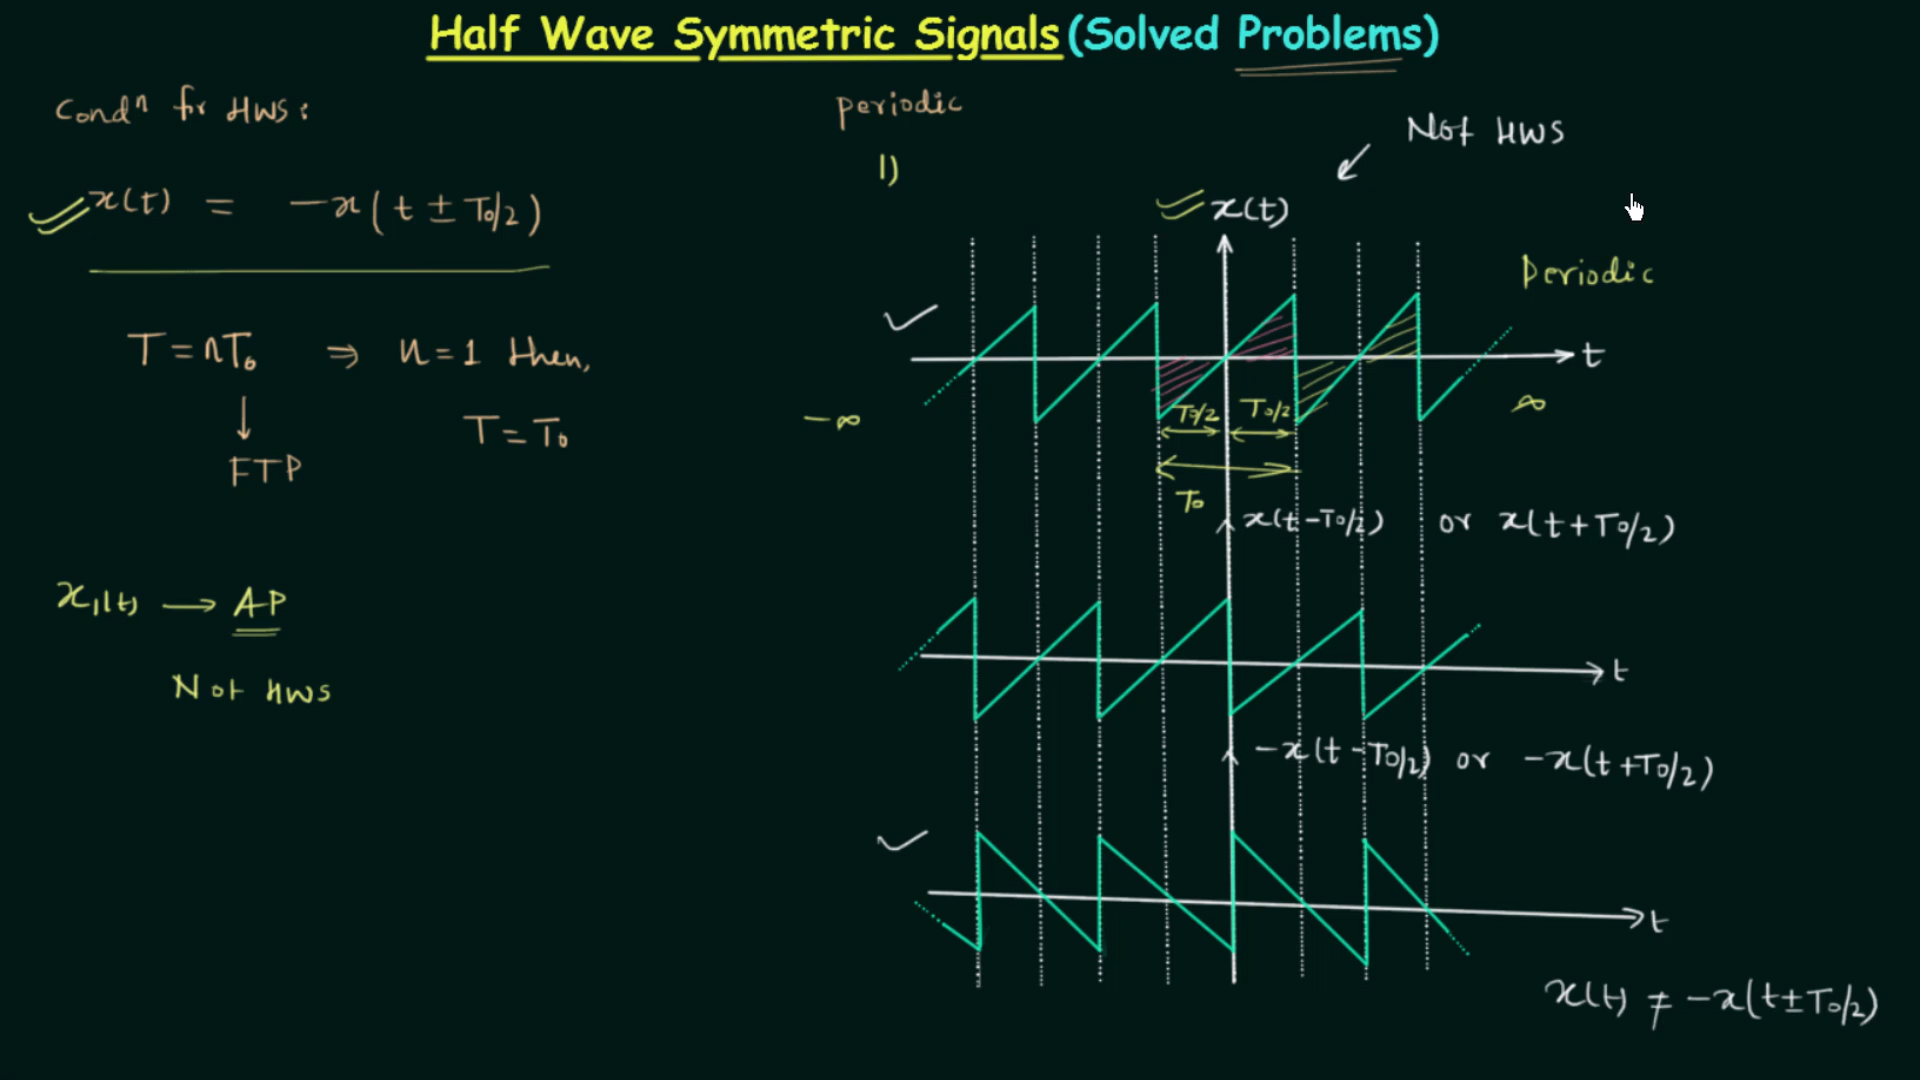 Half Wave Symmetric Signals (Solved Problems)
Condⁿ for HWS:
x(t) = -x(t ± T₀/2)
T = nT₀ ⇒ n = 1 then,
T = T₀
FTP
x₁(t) → AP
Not HWS
periodic
1)
Not HWS
x(t)
Periodic
t
-∞
∞
T₀/2 T₀/2
T₀
x(t-T₀/2) or x(t+T₀/2)
t
-x(t-T₀/2) or -x(t+T₀/2)
t
x(t) ≠ -x(t±T₀/2)